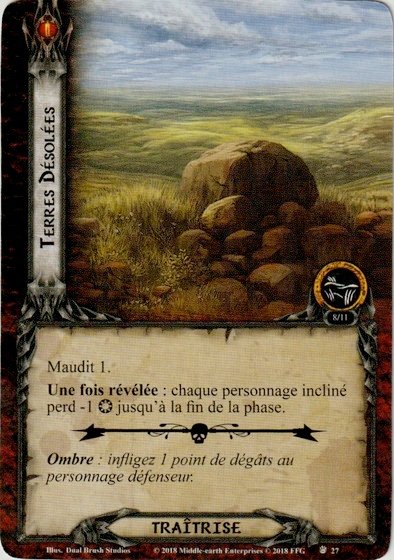 TERRES DÉSOLÉES
8/11
Maudit 1.
Une fois révélée : chaque personnage incliné
perd -1 jusqu'à la fin de la phase.
Ombre : infligez 1 point de dégâts au
personnage défenseur.
TRAÎTRISE
Illus. Dual Brush Studios © 2018 Middle-earth Enterprises © 2018 FFG 27